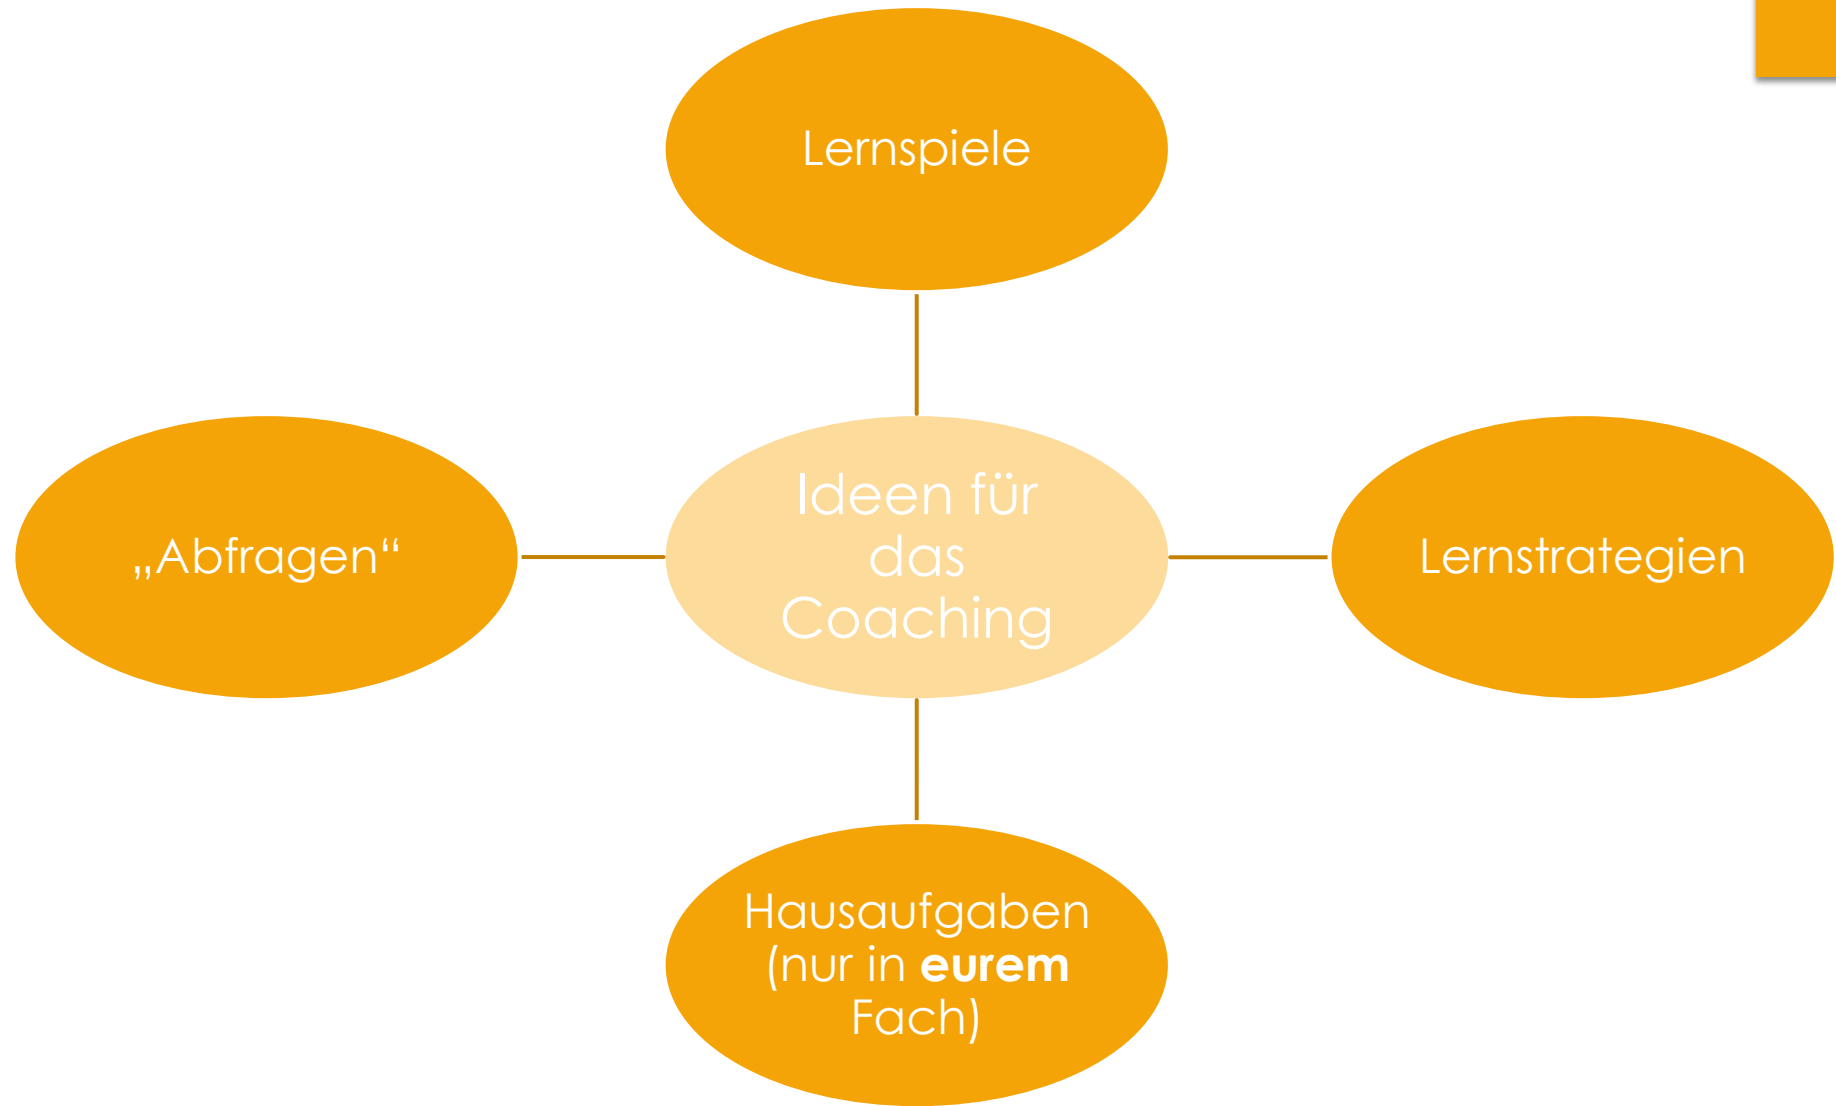 Lernspiele
„Abfragen“
Ideen für
das
Coaching
Lernstrategien
Hausaufgaben
(nur in eurem
Fach)